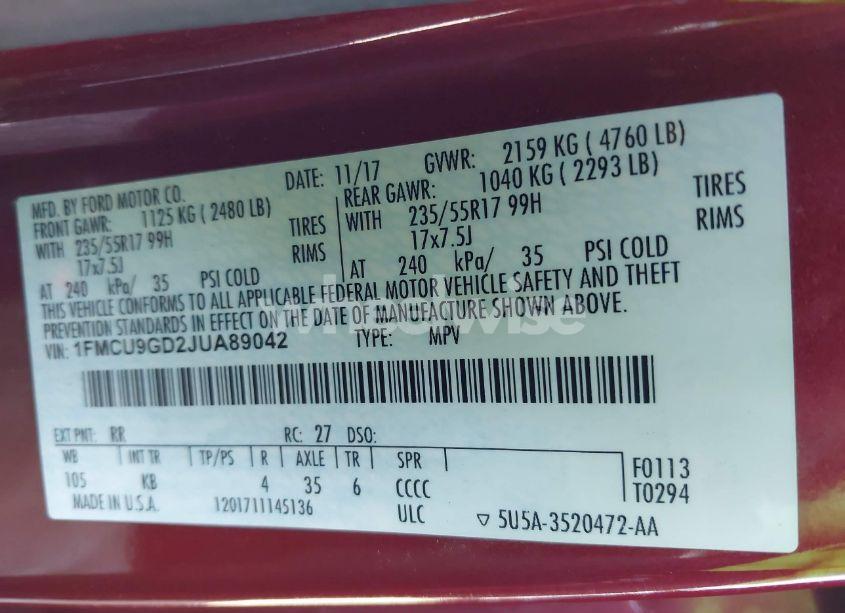 MFD. BY FORD MOTOR CO. DATE: 11/17 GVWR: 2159 KG ( 4760 LB)
FRONT GAWR: 1125 KG ( 2480 LB) REAR GAWR: 1040 KG ( 2293 LB)
WITH 235/55R17 99H TIRES WITH 235/55R17 99H TIRES
17x7.5J RIMS 17x7.5J RIMS
AT 240 kPa/ 35 PSI COLD AT 240 kPa/ 35 PSI COLD
THIS VEHICLE CONFORMS TO ALL APPLICABLE FEDERAL MOTOR VEHICLE SAFETY AND THEFT
PREVENTION STANDARDS IN EFFECT ON THE DATE OF MANUFACTURE SHOWN ABOVE.
VIN: 1FMCU9GD2JUA89042 TYPE: MPV
EXT PNT: RR RC: 27 DSO:
WB INT TR TP/PS R AXLE TR SPR F0113
105 KB 4 35 6 CCCC T0294
MADE IN U.S.A. 1201711145136 ULC ▽ 5U5A-3520472-AA